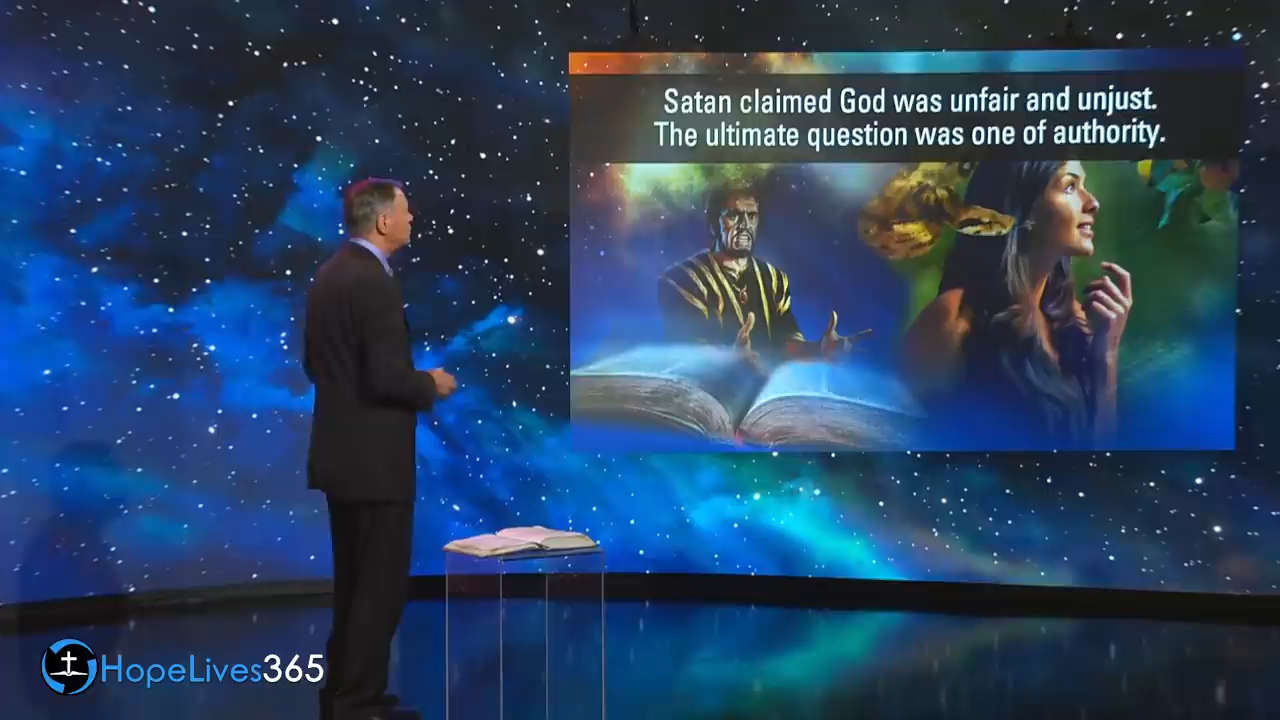 Satan claimed God was unfair and unjust.
The ultimate question was one of authority.
HopeLives365